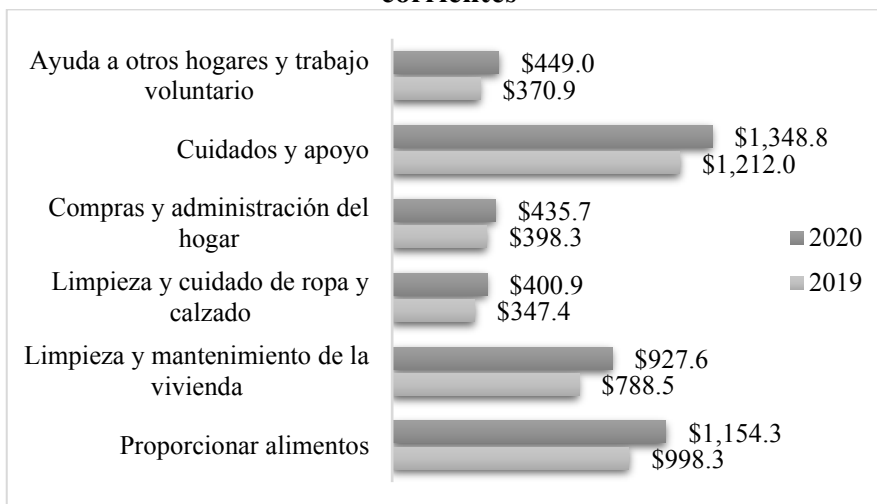 corrientes
Ayuda a otros hogares y trabajo
voluntario
$449.0
$370.9
Cuidados y apoyo
$1,348.8
$1,212.0
Compras y administración del
hogar
$435.7
$398.3
2020
2019
Limpieza y cuidado de ropa y
calzado
$400.9
$347.4
Limpieza y mantenimiento de la
vivienda
$927.6
$788.5
Proporcionar alimentos
$1,154.3
$998.3